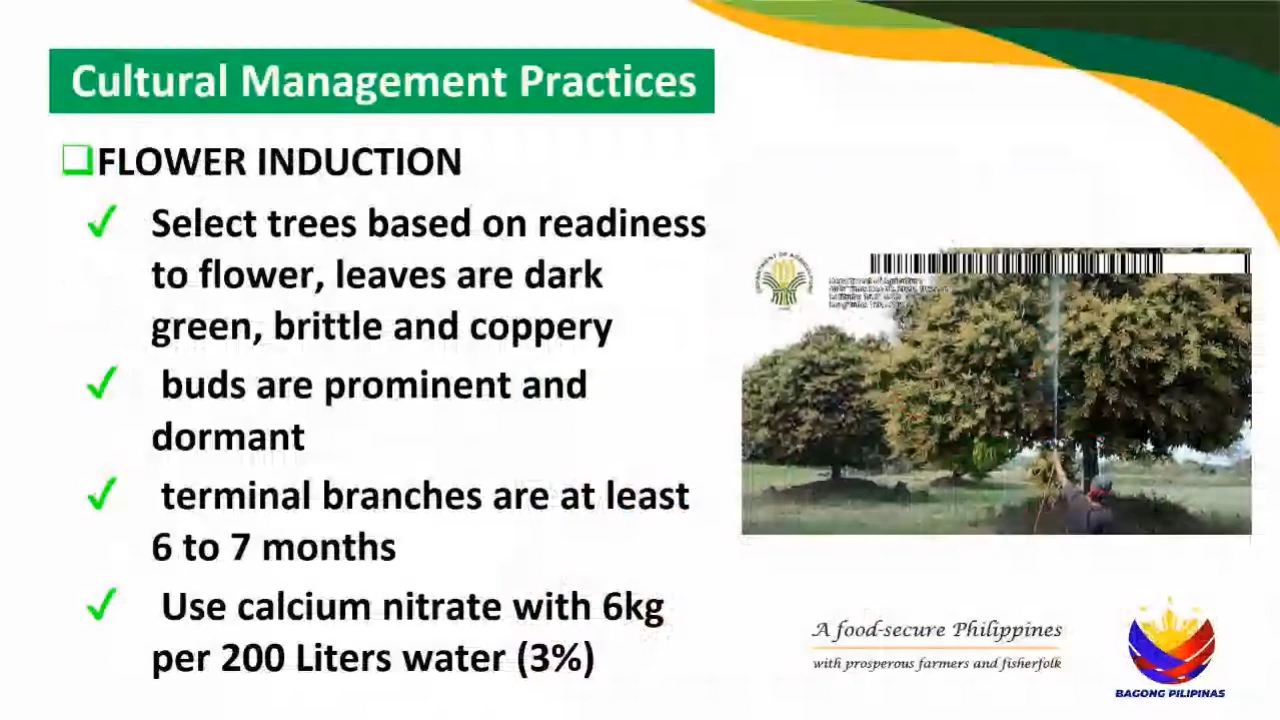 Cultural Management Practices
FLOWER INDUCTION
Select trees based on readiness
to flower, leaves are dark
green, brittle and coppery
buds are prominent and
dormant
terminal branches are at least
6 to 7 months
Use calcium nitrate with 6kg
per 200 Liters water (3%)
A food-secure Philippines
with prosperous farmers and fisherfolk
BAGONG PILIPINAS